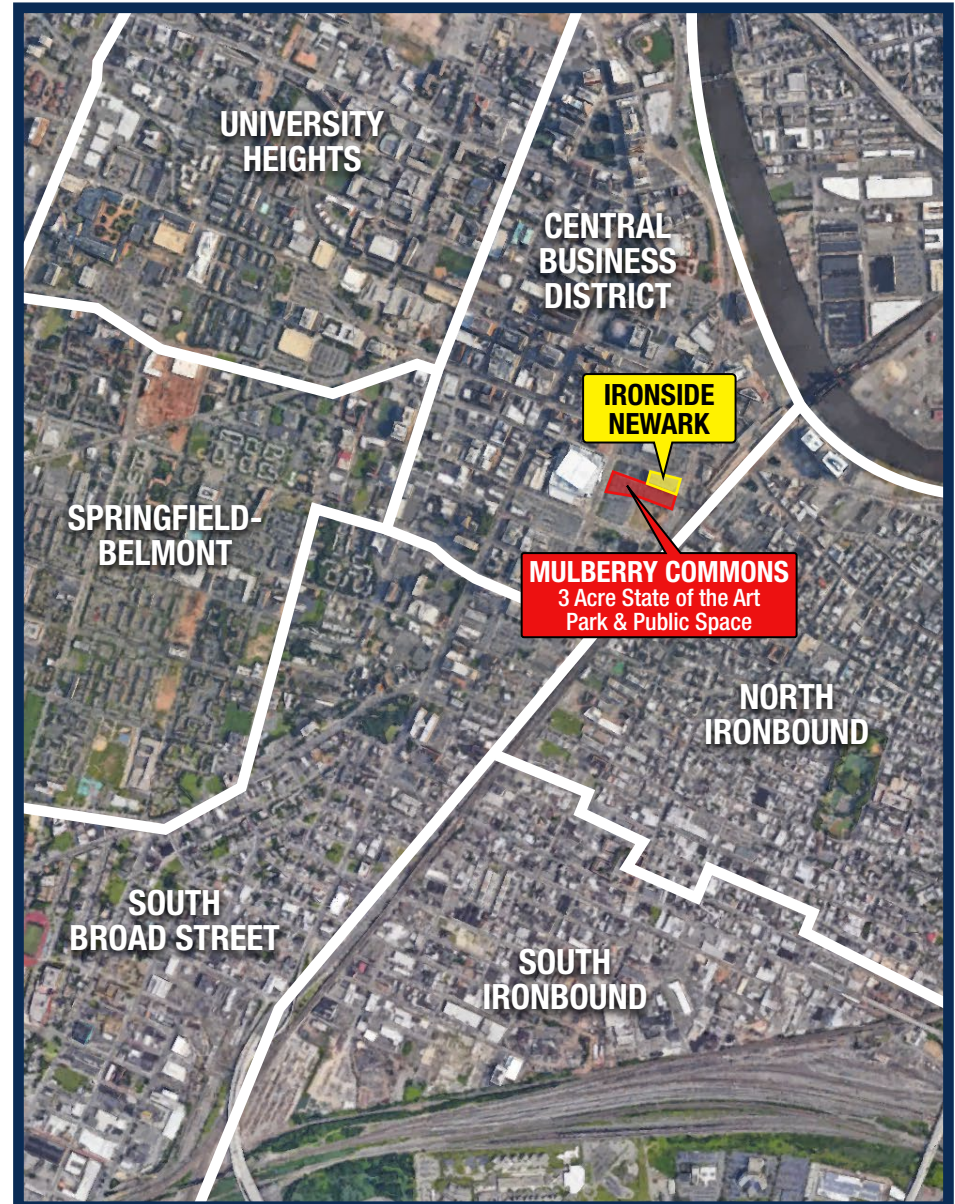 UNIVERSITY
HEIGHTS
CENTRAL
BUSINESS
DISTRICT
IRONSIDE
NEWARK
SPRINGFIELD-
BELMONT
MULBERRY COMMONS
3 Acre State of the Art
Park & Public Space
NORTH
IRONBOUND
SOUTH
BROAD STREET
SOUTH
IRONBOUND